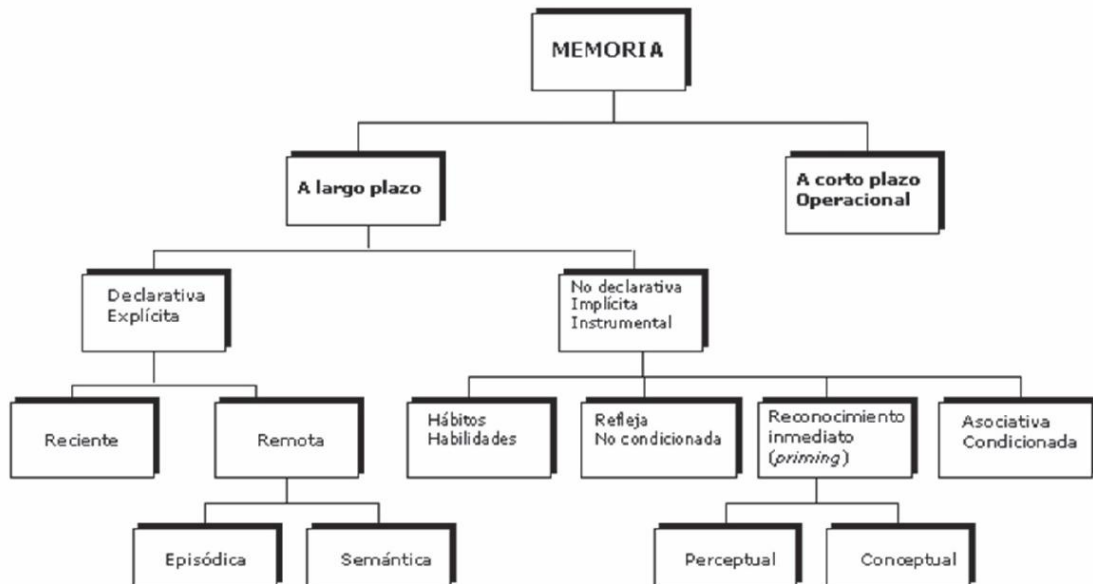 MEMORIA
A largo plazo
A corto plazo
Operacional
Declarativa
Explícita
No declarativa
Implícita
Instrumental
Reciente
Remota
Hábitos
Habilidades
Refleja
No condicionada
Reconocimiento
inmediato
(priming)
Asociativa
Condicionada
Episódica
Semántica
Perceptual
Conceptual